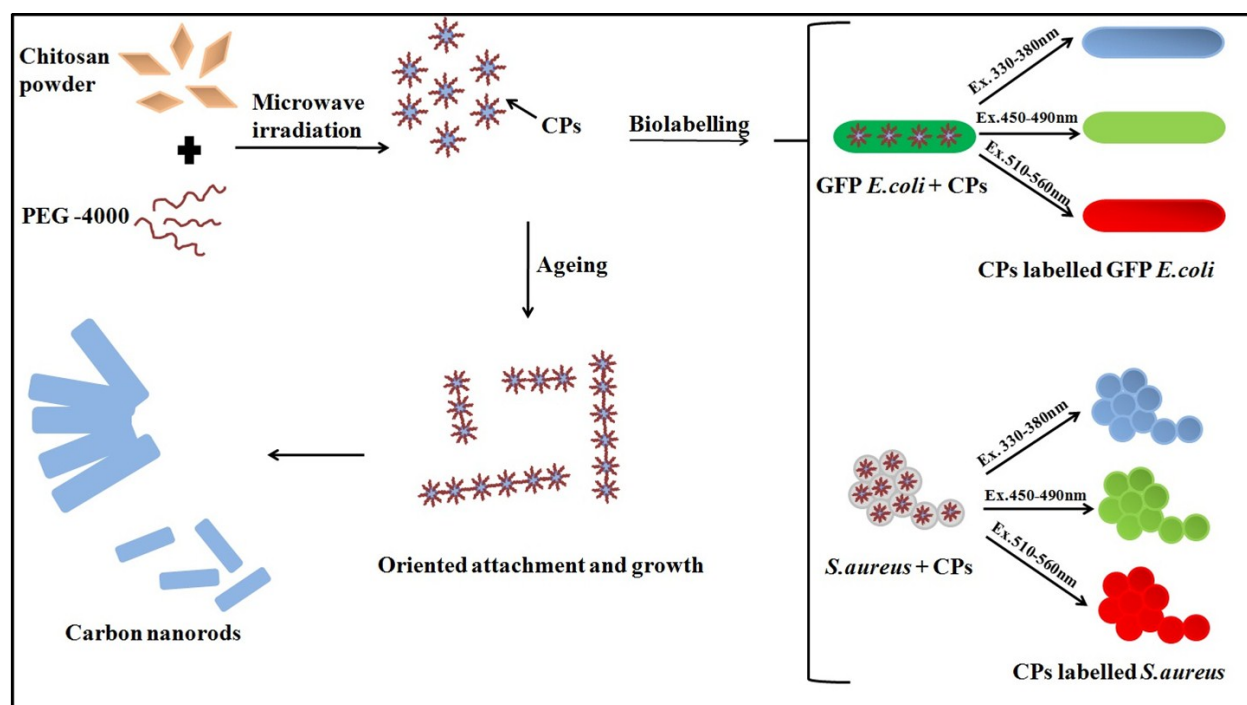 Chitosan
powder
Microwave
irradiation
CPs
PEG -4000
Biolabelling
GFP E.coli + CPs
Ex. 330-380nm
Ex.450-490nm
Ex.510-560nm
CPs labelled GFP E.coli
Ageing
Oriented attachment and growth
Carbon nanorods
S.aureus + CPs
Ex. 330-380nm
Ex.450-490nm
Ex.510-560nm
CPs labelled S.aureus